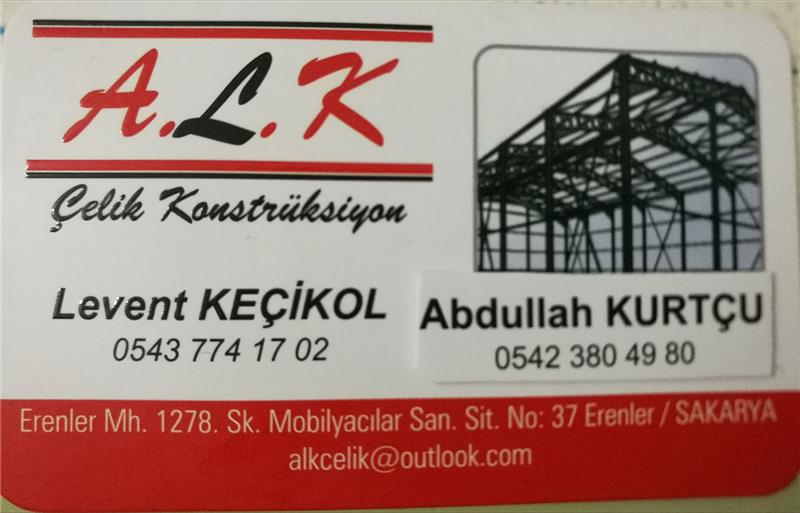 A.L.K
Çelik Konstrüksiyon
Levent KEÇİKOL
0543 774 17 02
Abdullah KURTÇU
0542 380 49 80
Erenler Mh. 1278. Sk. Mobilyacılar San. Sit. No: 37 Erenler / SAKARYA
alkcelik@outlook.com